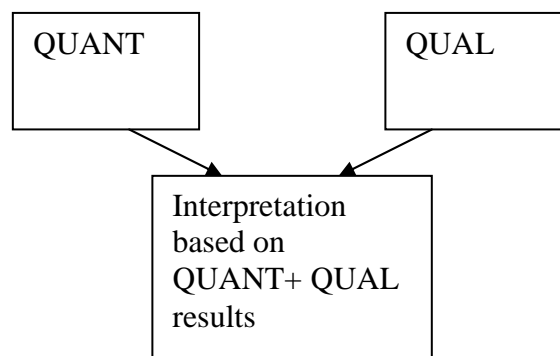 QUANT
QUAL
Interpretation
based on
QUANT+ QUAL
results